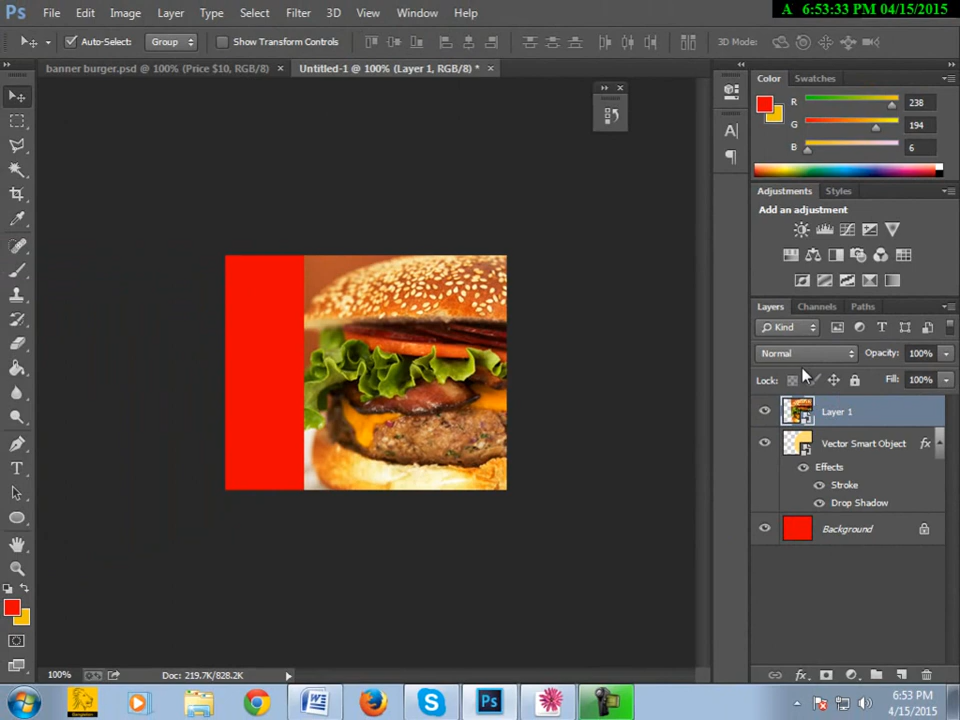 Ps File Edit Image Layer Type Select Filter 3D View Window Help
A 6:53:33 PM 04/15/2015
Auto-Select: Group Show Transform Controls 3D Mode:
banner burger.psd @ 100% (Price $10, RGB/8) × Untitled-1 @ 100% (Layer 1, RGB/8) * ×
Color Swatches
R 238
G 194
B 6
Adjustments Styles
Add an adjustment
Layers Channels Paths
Kind
Normal Opacity: 100%
Lock: Fill: 100%
Layer 1
Vector Smart Object fx
Effects
Stroke
Drop Shadow
Background
100% Doc: 219.7K/828.2K
6:53 PM
4/15/2015